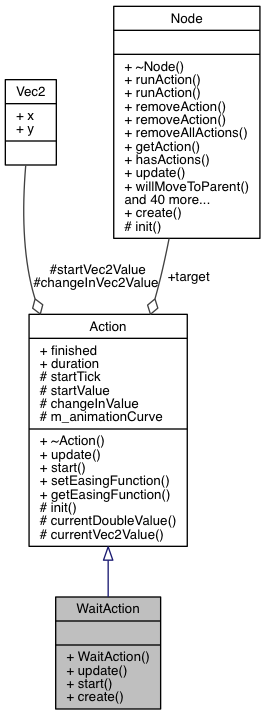 Node
+ ~Node()
+ runAction()
+ runAction()
+ removeAction()
+ removeAction()
+ removeAllActions()
+ getAction()
+ hasActions()
+ update()
+ willMoveToParent()
and 40 more...
+ create()
# init()
Vec2
+ x
+ y
#startVec2Value
#changeInVec2Value
+target
Action
+ finished
+ duration
# startTick
# startValue
# changeInValue
# m_animationCurve
+ ~Action()
+ update()
+ start()
+ setEasingFunction()
+ getEasingFunction()
# init()
# currentDoubleValue()
# currentVec2Value()
WaitAction
+ WaitAction()
+ update()
+ start()
+ create()